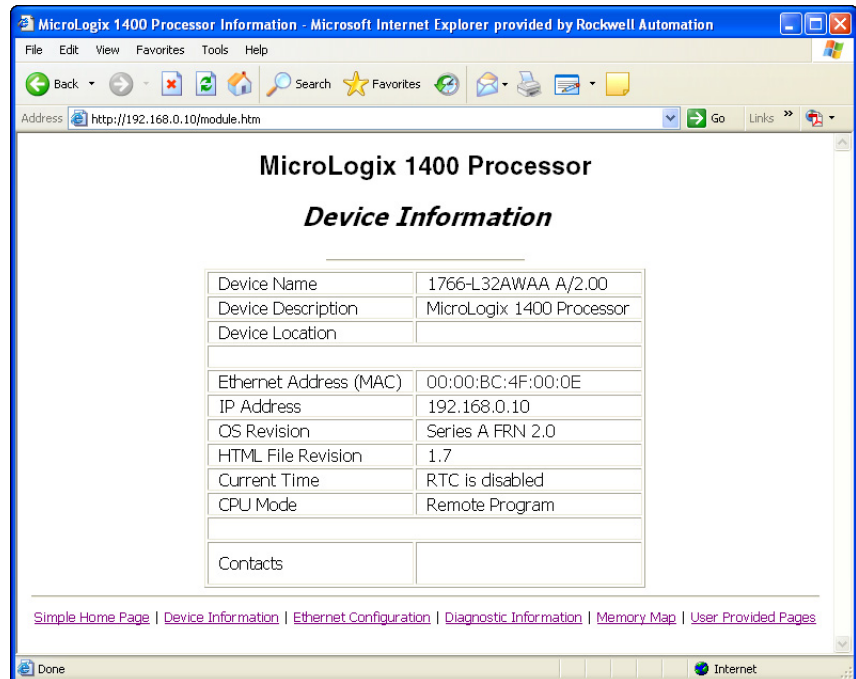 MicroLogix 1400 Processor Information - Microsoft Internet Explorer provided by Rockwell Automation
File Edit View Favorites Tools Help
Back Search Favorites
Address http://192.168.0.10/module.htm Go Links »
MicroLogix 1400 Processor
Device Information
Device Name 1766-L32AWAA A/2.00
Device Description MicroLogix 1400 Processor
Device Location
Ethernet Address (MAC) 00:00:BC:4F:00:0E
IP Address 192.168.0.10
OS Revision Series A FRN 2.0
HTML File Revision 1.7
Current Time RTC is disabled
CPU Mode Remote Program
Contacts
Simple Home Page | Device Information | Ethernet Configuration | Diagnostic Information | Memory Map | User Provided Pages
Done Internet